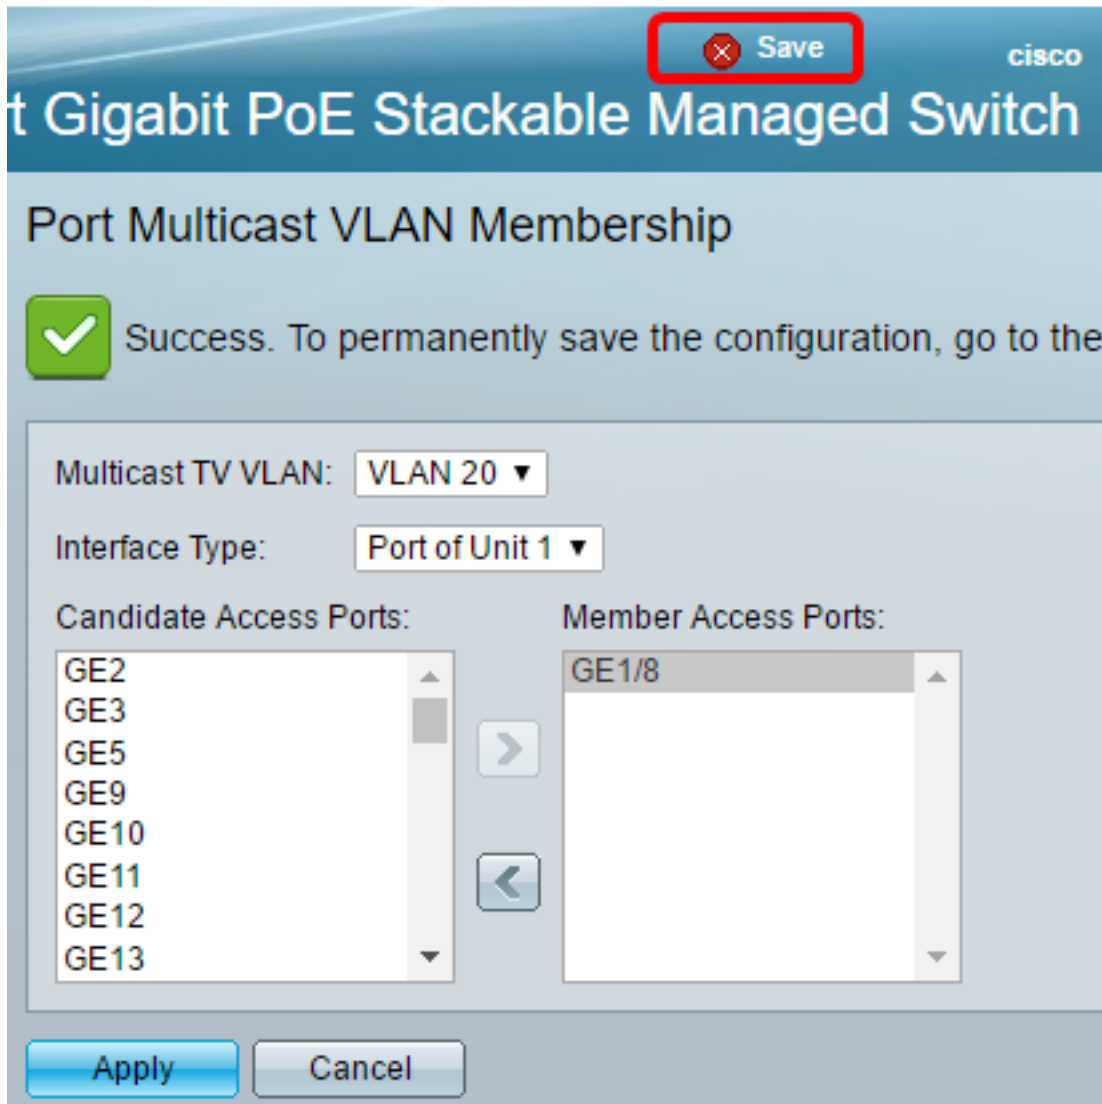 Save
cisco
t Gigabit PoE Stackable Managed Switch
Port Multicast VLAN Membership
Success. To permanently save the configuration, go to the
Multicast TV VLAN: VLAN 20
Interface Type: Port of Unit 1
Candidate Access Ports: Member Access Ports:
GE2 GE1/8
GE3
GE5
GE9
GE10
GE11
GE12
GE13
Apply Cancel